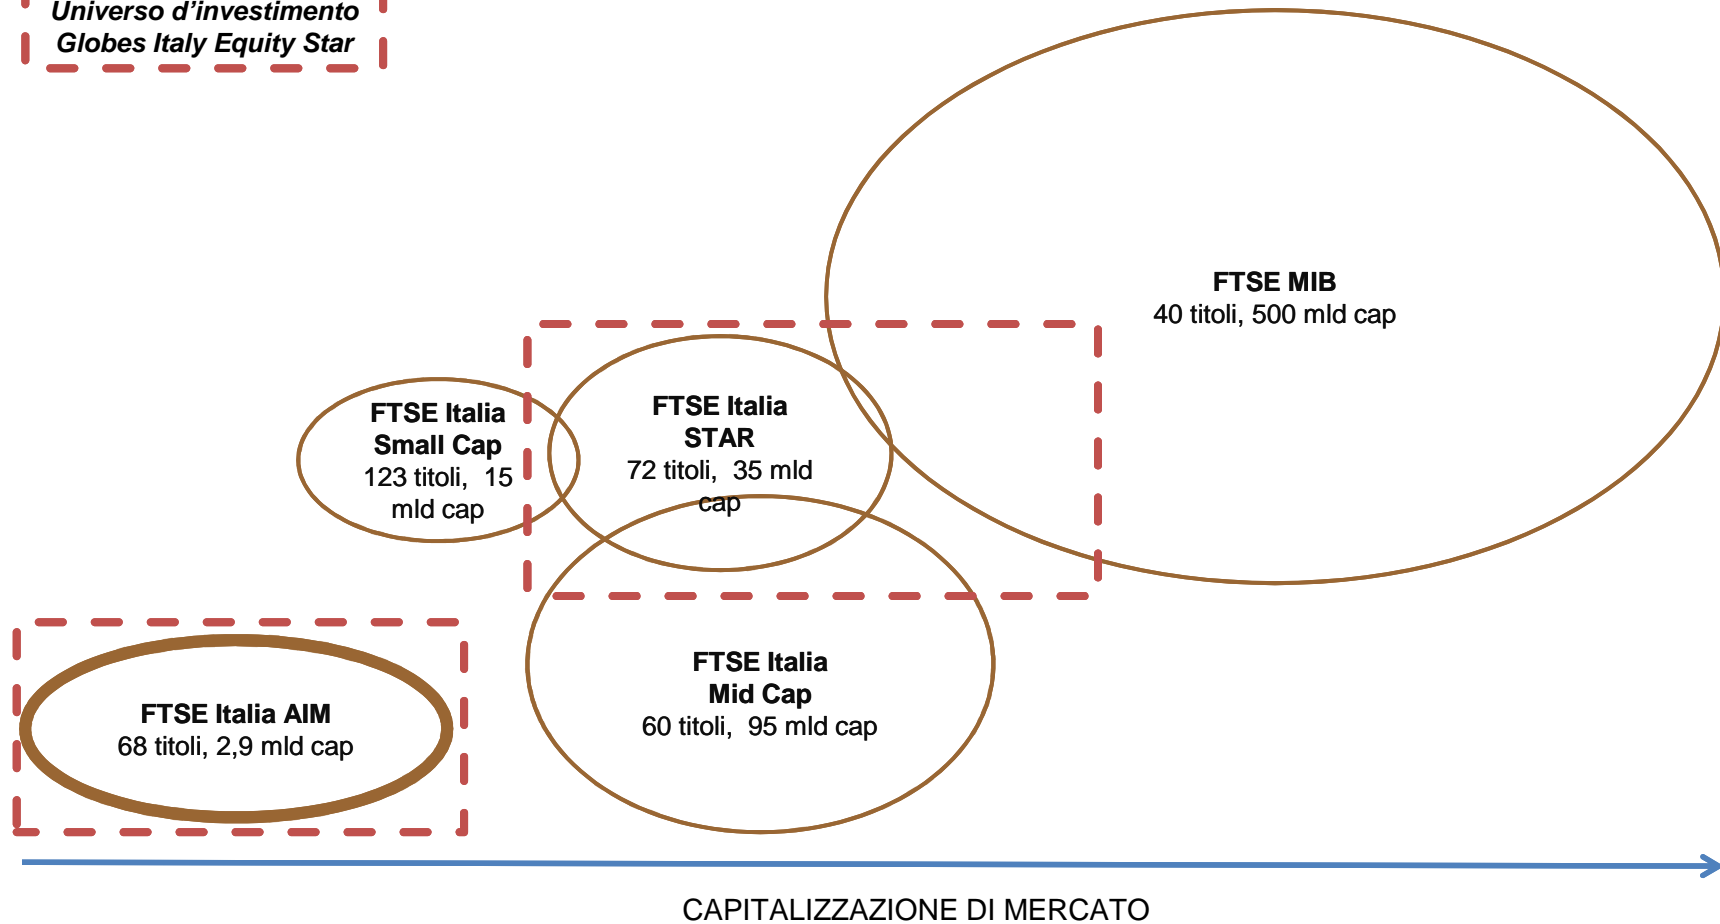 Universo d'investimento
Globes Italy Equity Star
FTSE MIB
40 titoli, 500 mld cap
FTSE Italia
STAR
72 titoli,  35 mld
cap
FTSE Italia
Small Cap
123 titoli,  15
mld cap
FTSE Italia
Mid Cap
60 titoli,  95 mld cap
FTSE Italia AIM
68 titoli, 2,9 mld cap
CAPITALIZZAZIONE DI MERCATO